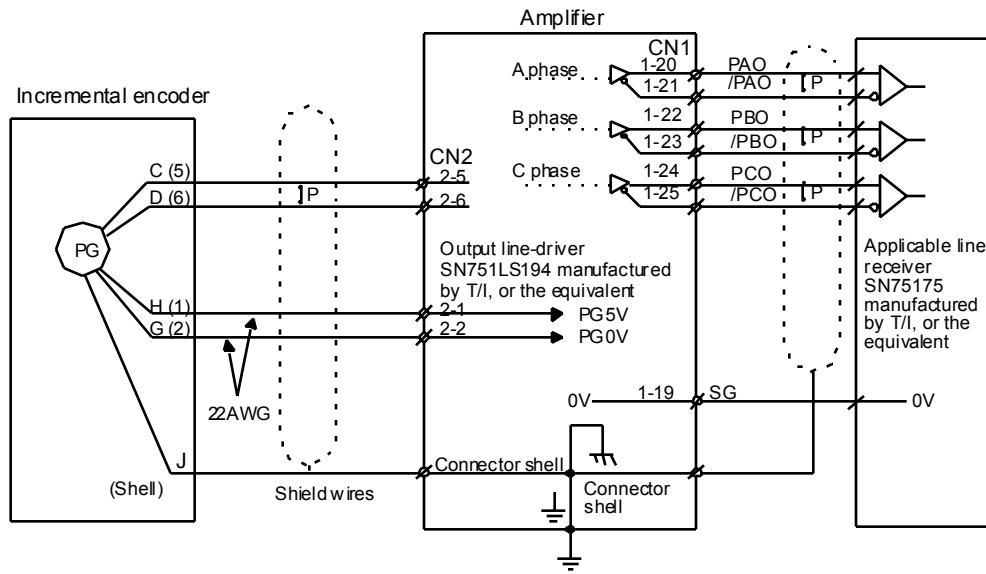 Amplifier
Incremental encoder
CN1
A phase
1-20
PAO
1-21
/PAO
P
B phase
1-22
PBO
1-23
/PBO
P
C phase
1-24
PCO
1-25
/PCO
P
CN2
C (5)
2-5
D (6)
2-6
P
PG
Output line-driver
SN751LS194 manufactured
by T/I, or the equivalent
Applicable line
receiver
SN75175
manufactured
by T/I, or the
equivalent
H (1)
2-1
PG5V
G (2)
2-2
PG0V
22AWG
0V
1-19
SG
0V
J
(Shell)
Shield wires
Connector shell
Connector
shell